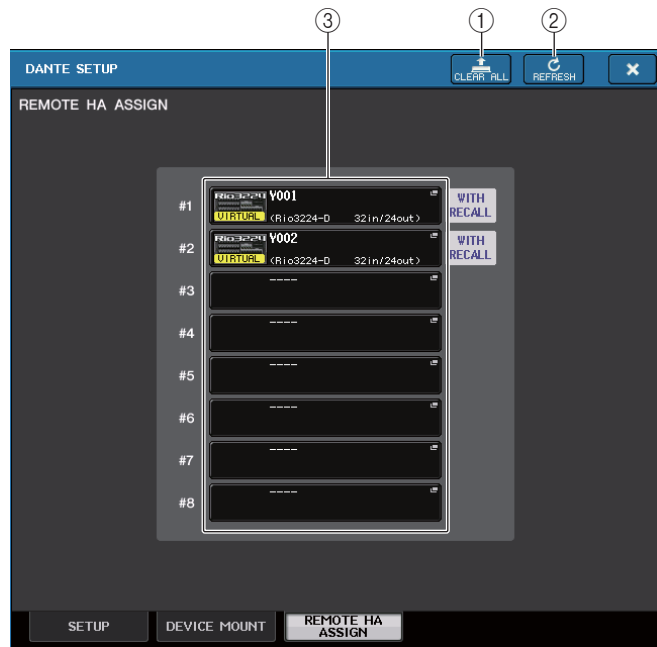 ③ ① ②
DANTE SETUP CLEAR ALL REFRESH ×
REMOTE HA ASSIGN
#1 Rio3224 VIRTUAL Y001 (Rio3224-D 32in/24out) WITH RECALL
#2 Rio3224 VIRTUAL Y002 (Rio3224-D 32in/24out) WITH RECALL
#3 ----
#4 ----
#5 ----
#6 ----
#7 ----
#8 ----
SETUP DEVICE MOUNT REMOTE HA ASSIGN